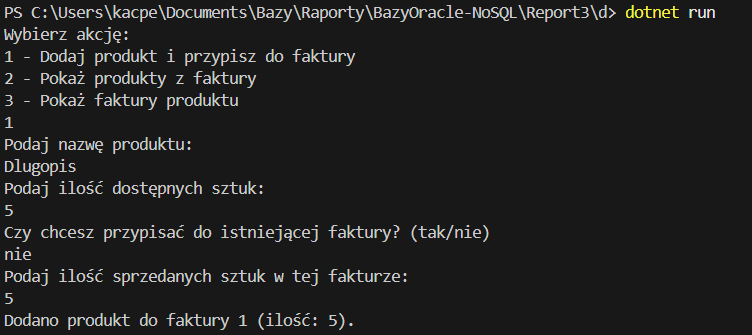 PS C:\Users\kacpe\Documents\Bazy\Raporty\BazyOracle-NoSQL\Report3\d> dotnet run
Wybierz akcję:
1 - Dodaj produkt i przypisz do faktury
2 - Pokaż produkty z faktury
3 - Pokaż faktury produktu
1
Podaj nazwę produktu:
Dlugopis
Podaj ilość dostępnych sztuk:
5
Czy chcesz przypisać do istniejącej faktury? (tak/nie)
nie
Podaj ilość sprzedanych sztuk w tej fakturze:
5
Dodano produkt do faktury 1 (ilość: 5).